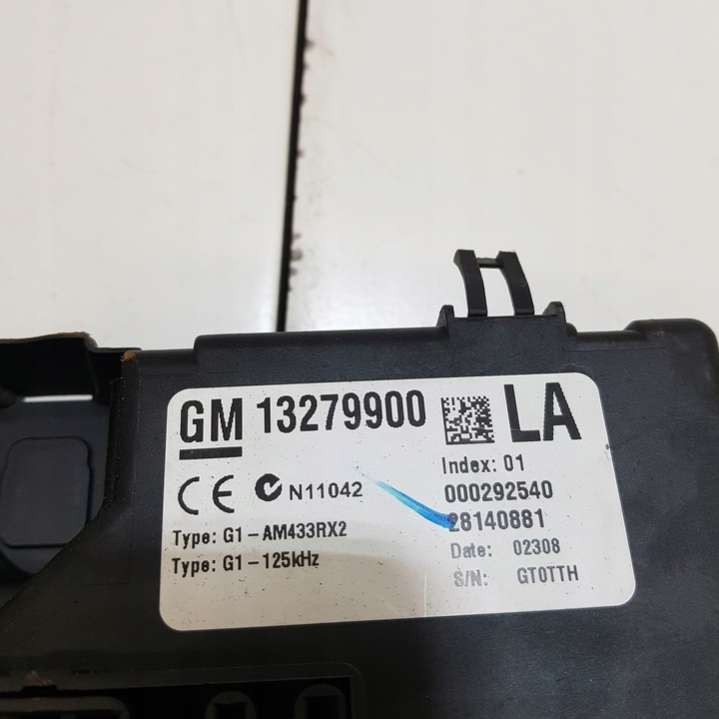 GM 13279900 LA
Index: 01
CE N11042 000292540
28140881
Type: G1-AM433RX2
Date: 02308
Type: G1-125kHz
S/N: GT0TTH